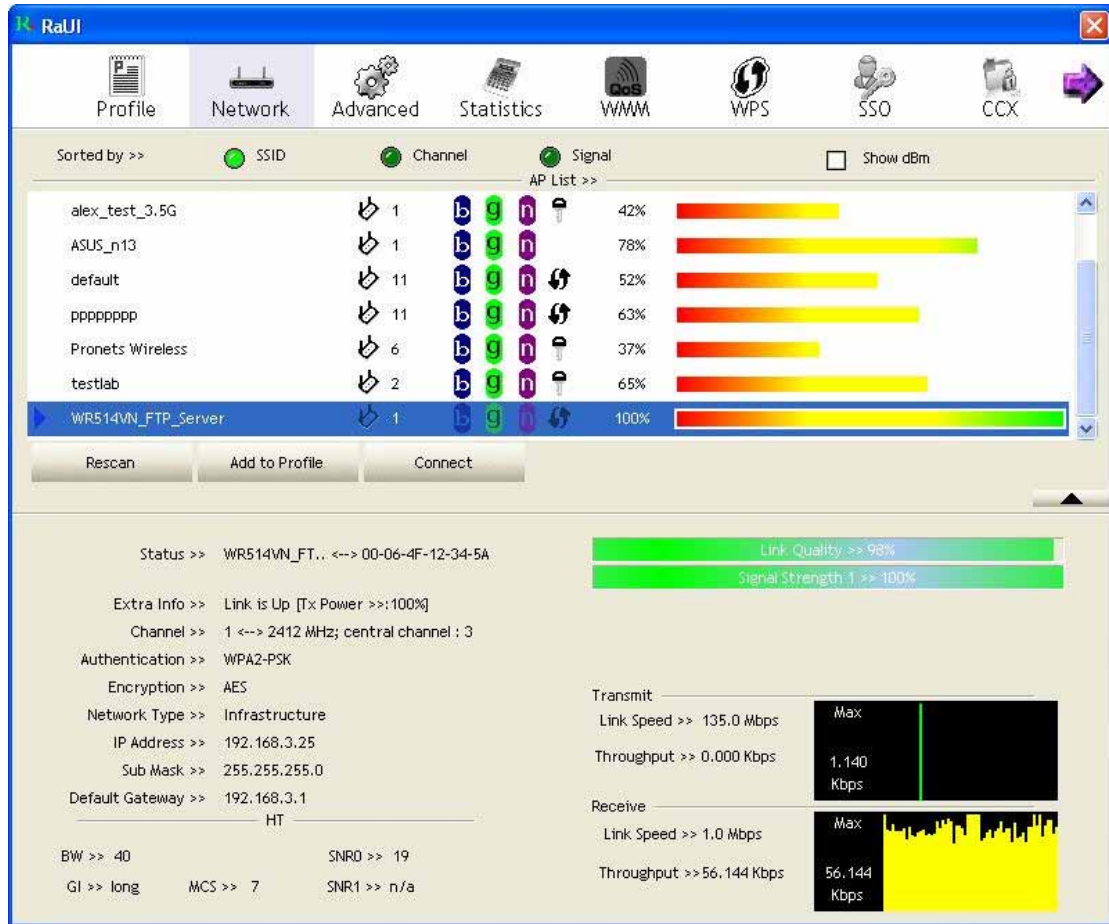 RaUI
Profile Network Advanced Statistics WMM WPS SSO CCX
QoS
Sorted by >> SSID Channel Signal Show dBm
AP List >>
alex_test_3.5G 1 b g n 42%
ASUS_n13 1 b g n 78%
default 11 b g n 52%
pppppppp 11 b g n 63%
Pronets Wireless 6 b g n 37%
testlab 2 b g n 65%
WR514VN_FTP_Server 1 b g n 100%
Rescan Add to Profile Connect
Status >> WR514VN_FT.. <--> 00-06-4F-12-34-5A
Extra Info >> Link is Up [Tx Power >>:100%]
Channel >> 1 <--> 2412 MHz; central channel : 3
Authentication >> WPA2-PSK
Encryption >> AES
Network Type >> Infrastructure
IP Address >> 192.168.3.25
Sub Mask >> 255.255.255.0
Default Gateway >> 192.168.3.1
HT
BW >> 40 SNR0 >> 19
GI >> long MCS >> 7 SNR1 >> n/a
Link Quality >> 98%
Signal Strength 1 >> 100%
Transmit
Link Speed >> 135.0 Mbps
Throughput >> 0.000 Kbps
Max
1.140
Kbps
Receive
Link Speed >> 1.0 Mbps
Throughput >>56.144 Kbps
Max
56.144
Kbps